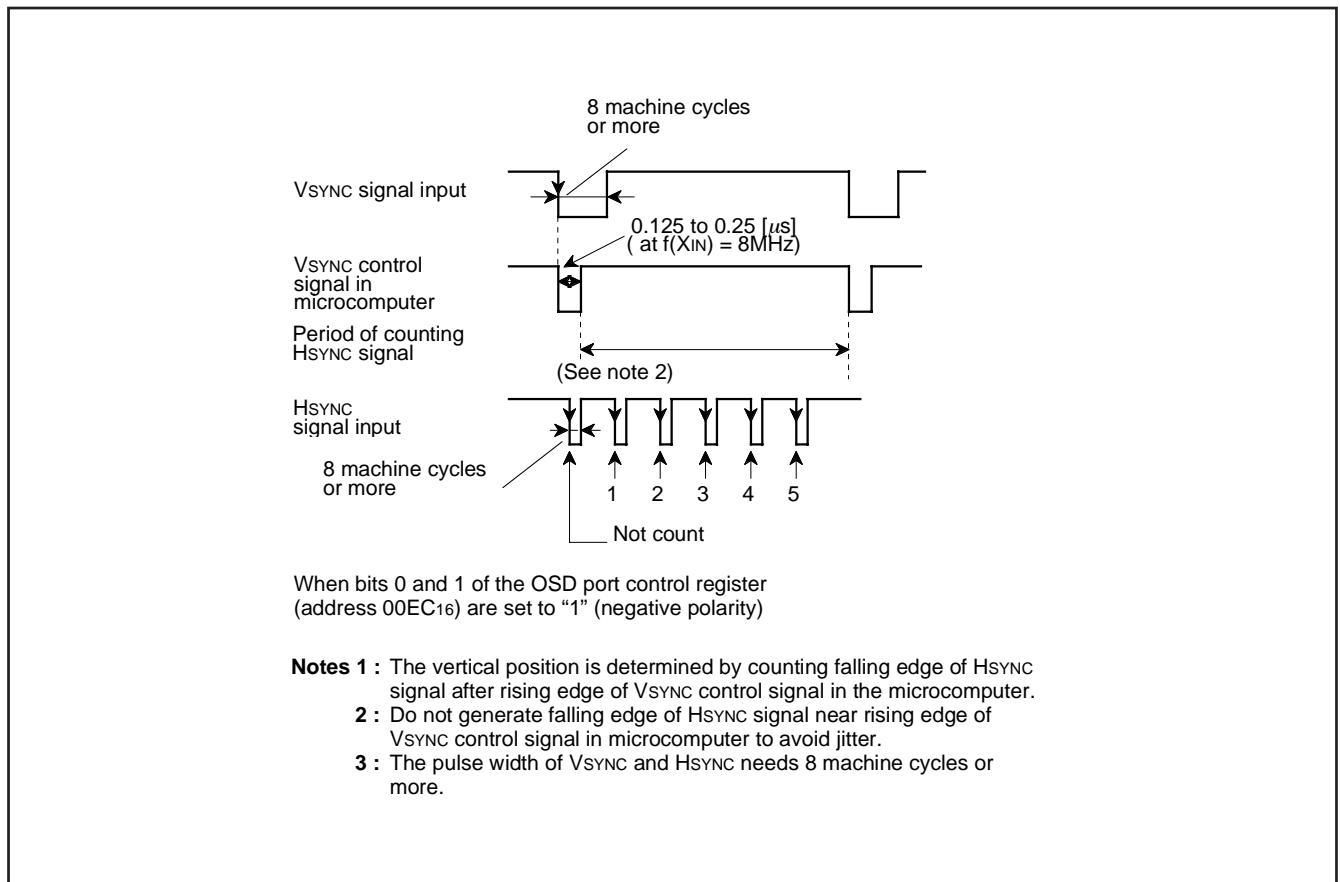 8 machine cycles
or more
VSYNC signal input
0.125 to 0.25 [µs]
( at f(XIN) = 8MHz)
VSYNC control
signal in
microcomputer
Period of counting
HSYNC signal
(See note 2)
HSYNC
signal input
8 machine cycles
or more
1 2 3 4 5
Not count
When bits 0 and 1 of the OSD port control register
(address 00EC16) are set to “1” (negative polarity)
Notes 1 : The vertical position is determined by counting falling edge of HSYNC
signal after rising edge of VSYNC control signal in the microcomputer.
2 : Do not generate falling edge of HSYNC signal near rising edge of
VSYNC control signal in microcomputer to avoid jitter.
3 : The pulse width of VSYNC and HSYNC needs 8 machine cycles or
more.